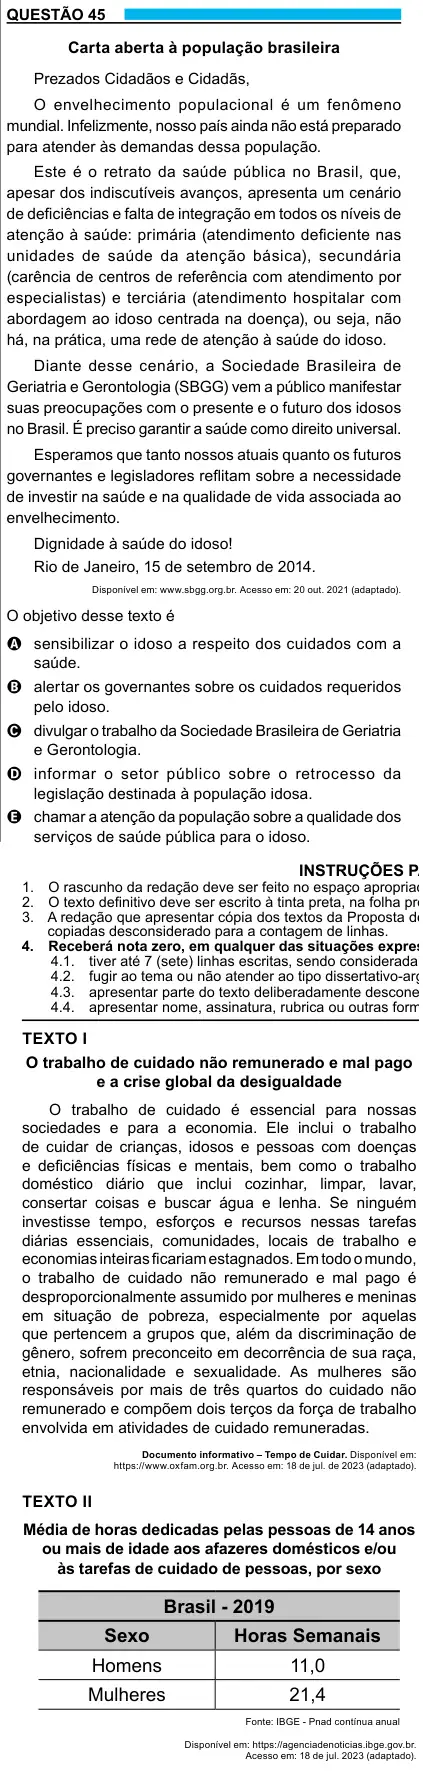 QUESTÃO 45
Carta aberta à população brasileira
Prezados Cidadãos e Cidadãs,
O envelhecimento populacional é um fenômeno
mundial. Infelizmente, nosso país ainda não está preparado
para atender às demandas dessa população.
Este é o retrato da saúde pública no Brasil, que,
apesar dos indiscutíveis avanços, apresenta um cenário
de deficiências e falta de integração em todos os níveis de
atenção à saúde: primária (atendimento deficiente nas
unidades de saúde da atenção básica), secundária
(carência de centros de referência com atendimento por
especialistas) e terciária (atendimento hospitalar com
abordagem ao idoso centrada na doença), ou seja, não
há, na prática, uma rede de atenção à saúde do idoso.
Diante desse cenário, a Sociedade Brasileira de
Geriatria e Gerontologia (SBGG) vem a público manifestar
suas preocupações com o presente e o futuro dos idosos
no Brasil. É preciso garantir a saúde como direito universal.
Esperamos que tanto nossos atuais quanto os futuros
governantes e legisladores reflitam sobre a necessidade
de investir na saúde e na qualidade de vida associada ao
envelhecimento.
Dignidade à saúde do idoso!
Rio de Janeiro, 15 de setembro de 2014.
Disponível em: www.sbgg.org.br. Acesso em: 20 out. 2021 (adaptado).
O objetivo desse texto é
A sensibilizar o idoso a respeito dos cuidados com a
saúde.
B alertar os governantes sobre os cuidados requeridos
pelo idoso.
C divulgar o trabalho da Sociedade Brasileira de Geriatria
e Gerontologia.
D informar o setor público sobre o retrocesso da
legislação destinada à população idosa.
E chamar a atenção da população sobre a qualidade dos
serviços de saúde pública para o idoso.
INSTRUÇÕES P
1. O rascunho da redação deve ser feito no espaço apropria
2. O texto definitivo deve ser escrito à tinta preta, na folha pr
3. A redação que apresentar cópia dos textos da Proposta de
copiadas desconsiderado para a contagem de linhas.
4. Receberá nota zero, em qualquer das situações expres
4.1. tiver até 7 (sete) linhas escritas, sendo considerada
4.2. fugir ao tema ou não atender ao tipo dissertativo-arg
4.3. apresentar parte do texto deliberadamente descone
4.4. apresentar nome, assinatura, rubrica ou outras form
TEXTO I
O trabalho de cuidado não remunerado e mal pago
e a crise global da desigualdade
O trabalho de cuidado é essencial para nossas
sociedades e para a economia. Ele inclui o trabalho
de cuidar de crianças, idosos e pessoas com doenças
e deficiências físicas e mentais, bem como o trabalho
doméstico diário que inclui cozinhar, limpar, lavar,
consertar coisas e buscar água e lenha. Se ninguém
investisse tempo, esforços e recursos nessas tarefas
diárias essenciais, comunidades, locais de trabalho e
economias inteiras ficariam estagnados. Em todo o mundo,
o trabalho de cuidado não remunerado e mal pago é
desproporcionalmente assumido por mulheres e meninas
em situação de pobreza, especialmente por aquelas
que pertencem a grupos que, além da discriminação de
gênero, sofrem preconceito em decorrência de sua raça,
etnia, nacionalidade e sexualidade. As mulheres são
responsáveis por mais de três quartos do cuidado não
remunerado e compõem dois terços da força de trabalho
envolvida em atividades de cuidado remuneradas.
Documento informativo – Tempo de Cuidar. Disponível em:
https://www.oxfam.org.br. Acesso em: 18 de jul. de 2023 (adaptado).
TEXTO II
Média de horas dedicadas pelas pessoas de 14 anos
ou mais de idade aos afazeres domésticos e/ou
às tarefas de cuidado de pessoas, por sexo
Brasil - 2019
Sexo Horas Semanais
Homens 11,0
Mulheres 21,4
Fonte: IBGE - Pnad contínua anual
Disponível em: https://agenciadenoticias.ibge.gov.br.
Acesso em: 18 de jul. 2023 (adaptado).